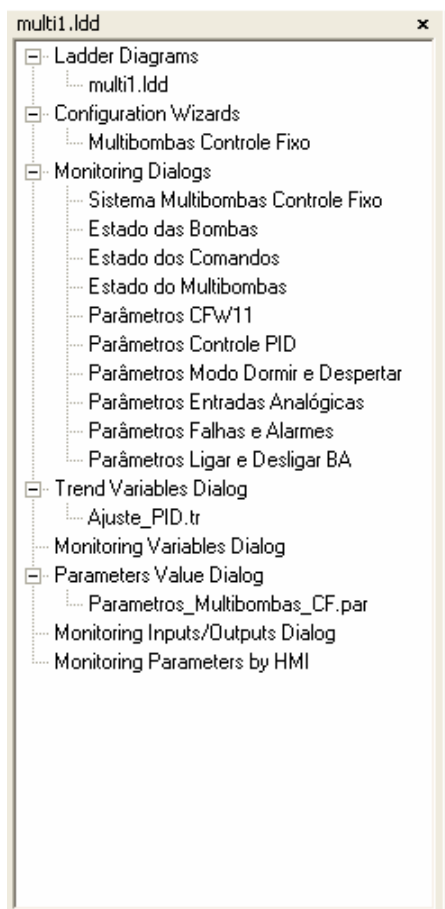 multi1.ldd
Ladder Diagrams
multi1.ldd
Configuration Wizards
Multibombas Controle Fixo
Monitoring Dialogs
Sistema Multibombas Controle Fixo
Estado das Bombas
Estado dos Comandos
Estado do Multibombas
Parâmetros CFW11
Parâmetros Controle PID
Parâmetros Modo Dormir e Despertar
Parâmetros Entradas Analógicas
Parâmetros Falhas e Alarmes
Parâmetros Ligar e Desligar BA
Trend Variables Dialog
Ajuste_PID.tr
Monitoring Variables Dialog
Parameters Value Dialog
Parametros_Multibombas_CF.par
Monitoring Inputs/Outputs Dialog
Monitoring Parameters by HMI